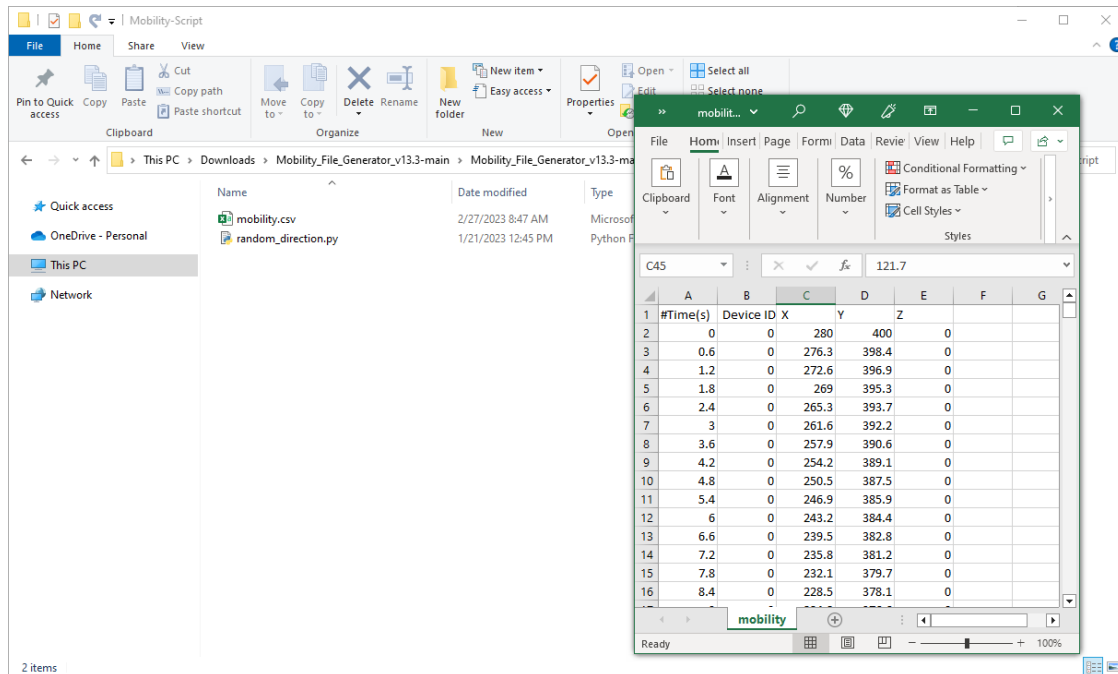 Mobility-Script
File Home Share View
Pin to Quick access
Copy
Paste
Cut
Copy path
Paste shortcut
Clipboard
Move to
Copy to
Delete
Rename
Organize
New folder
New item
Easy access
New
Properties
Open
Edit
Open
Select all
Select none
This PC > Downloads > Mobility_File_Generator_v13.3-main > Mobility_File_Generator_v13.3-ma
Name Date modified Type
Quick access
OneDrive - Personal
This PC
Network
mobility.csv 2/27/2023 8:47 AM Microsof
random_direction.py 1/21/2023 12:45 PM Python F
2 items
» mobilit...
File Home Insert Page Formu Data Revie View Help
Clipboard
Font
Alignment
Number
%
Conditional Formatting
Format as Table
Cell Styles
Styles
C45 fx 121.7
A B C D E F G
1 #Time(s) Device ID X Y Z
2 0 0 280 400 0
3 0.6 0 276.3 398.4 0
4 1.2 0 272.6 396.9 0
5 1.8 0 269 395.3 0
6 2.4 0 265.3 393.7 0
7 3 0 261.6 392.2 0
8 3.6 0 257.9 390.6 0
9 4.2 0 254.2 389.1 0
10 4.8 0 250.5 387.5 0
11 5.4 0 246.9 385.9 0
12 6 0 243.2 384.4 0
13 6.6 0 239.5 382.8 0
14 7.2 0 235.8 381.2 0
15 7.8 0 232.1 379.7 0
16 8.4 0 228.5 378.1 0
mobility
Ready 100%